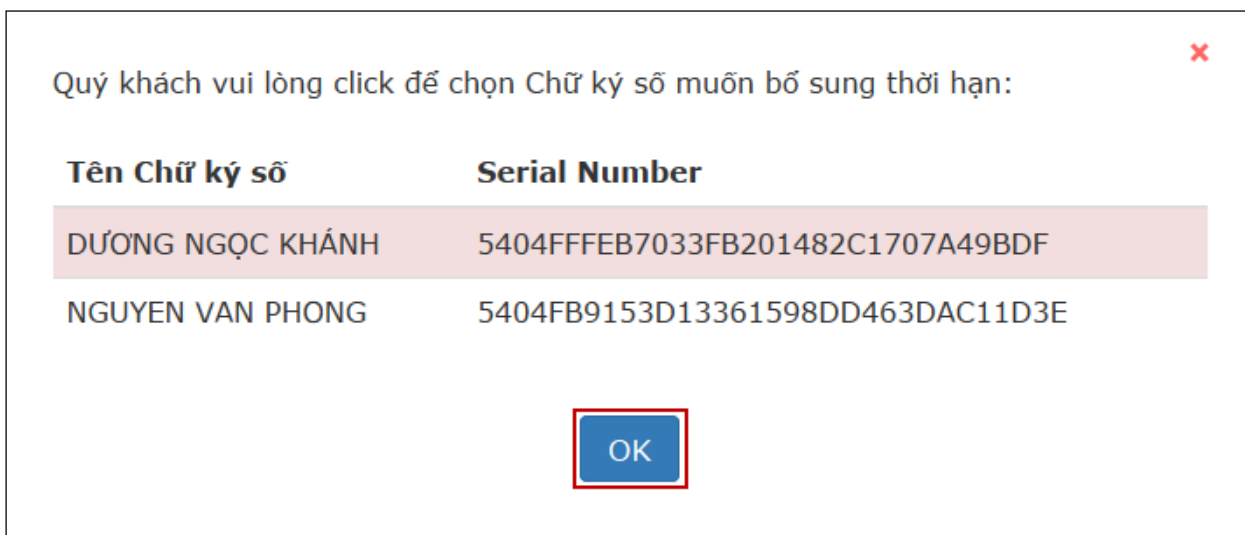 Quý khách vui lòng click để chọn Chữ ký số muốn bổ sung thời hạn:
Tên Chữ ký số Serial Number
DƯƠNG NGỌC KHÁNH 5404FFFEB7033FB201482C1707A49BDF
NGUYEN VAN PHONG 5404FB9153D13361598DD463DAC11D3E
OK